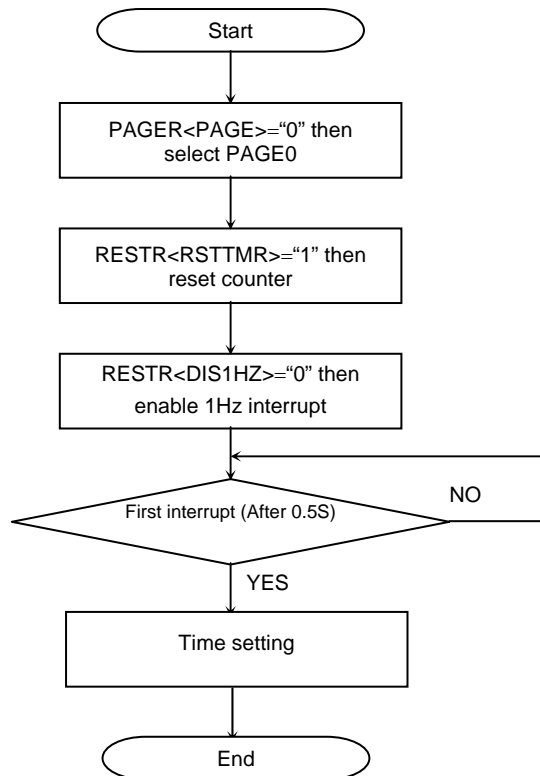 Start
PAGER<PAGE>=“0” then
select PAGE0
RESTR<RSTTMR>=“1” then
reset counter
RESTR<DIS1HZ>=“0” then
enable 1Hz interrupt
First interrupt (After 0.5S)
NO
YES
Time setting
End